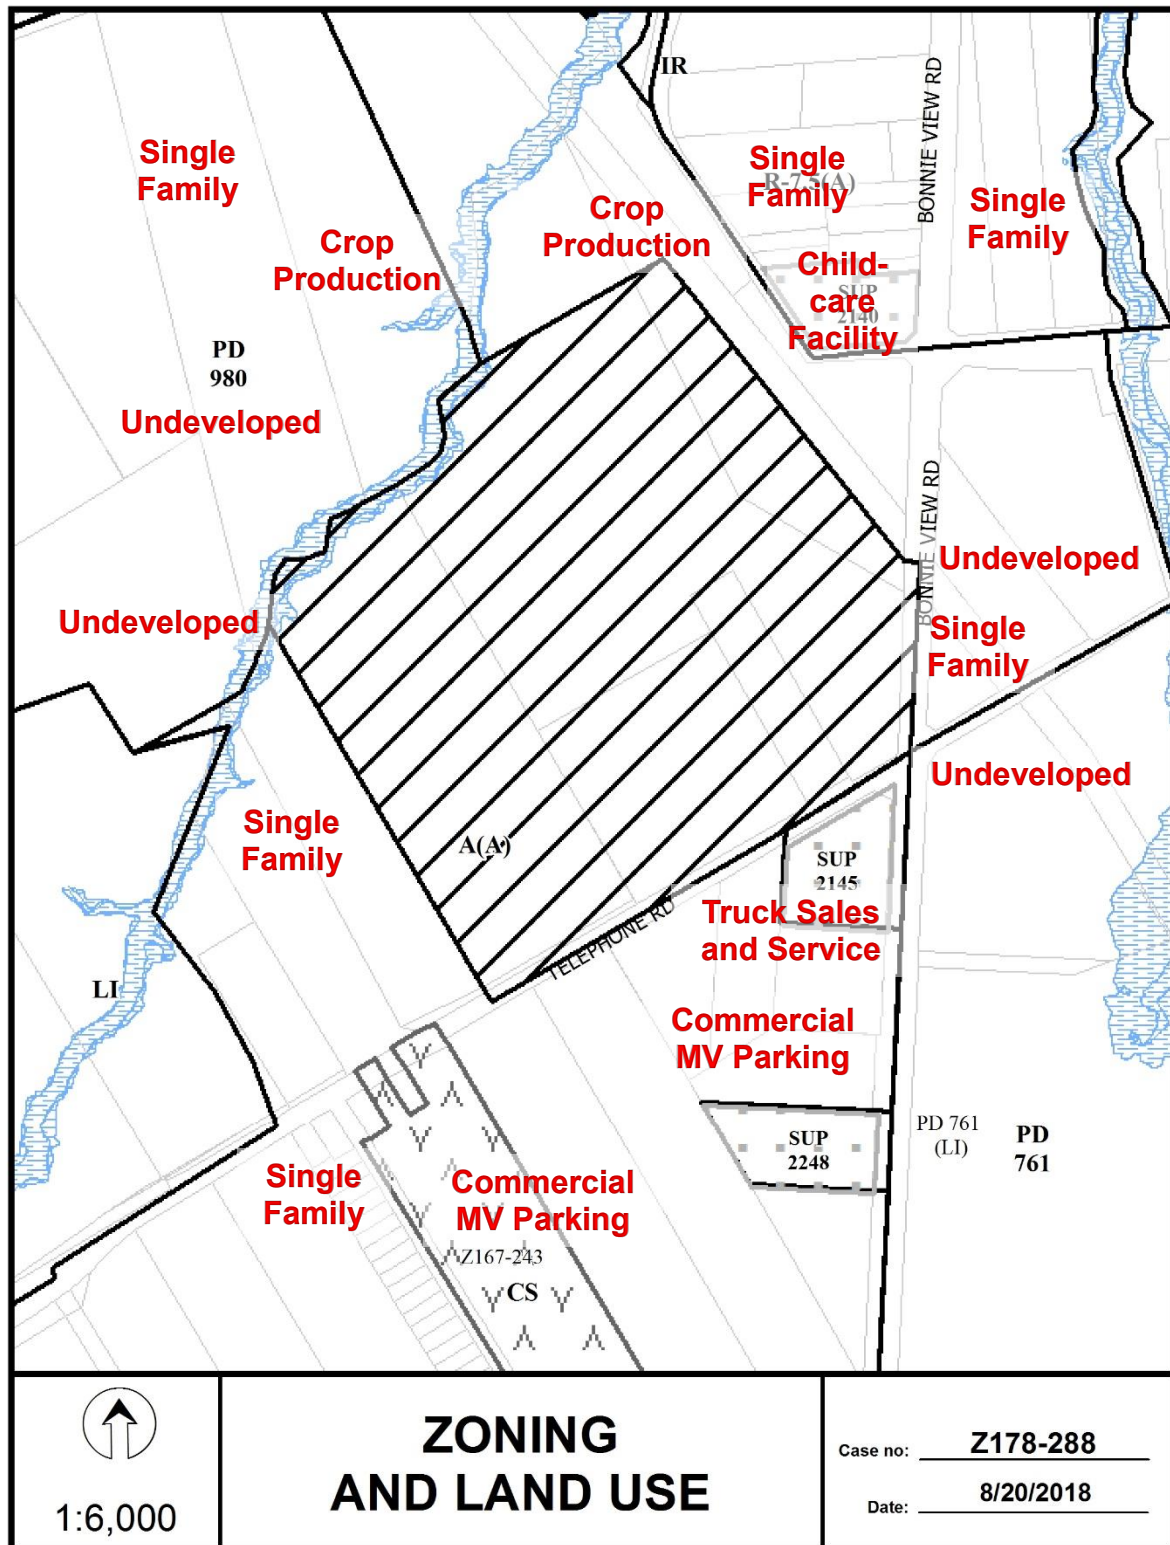 IR
BONNIE VIEW RD
Single
Family
Single
Family
R-7.5(A)
Single
Family
Crop
Production
Crop
Production
Child-
care
Facility
SUP
2140
PD
980
Undeveloped
BONNIE VIEW RD
Undeveloped
Undeveloped
Single
Family
Undeveloped
Single
Family
A(A)
SUP
2145
TELEPHONE RD
Truck Sales
and Service
LI
Commercial
MV Parking
PD 761
(LI)
PD
761
SUP
2248
Single
Family
Commercial
MV Parking
Z167-243
CS
1:6,000
ZONING
AND LAND USE
Case no: Z178-288
Date: 8/20/2018